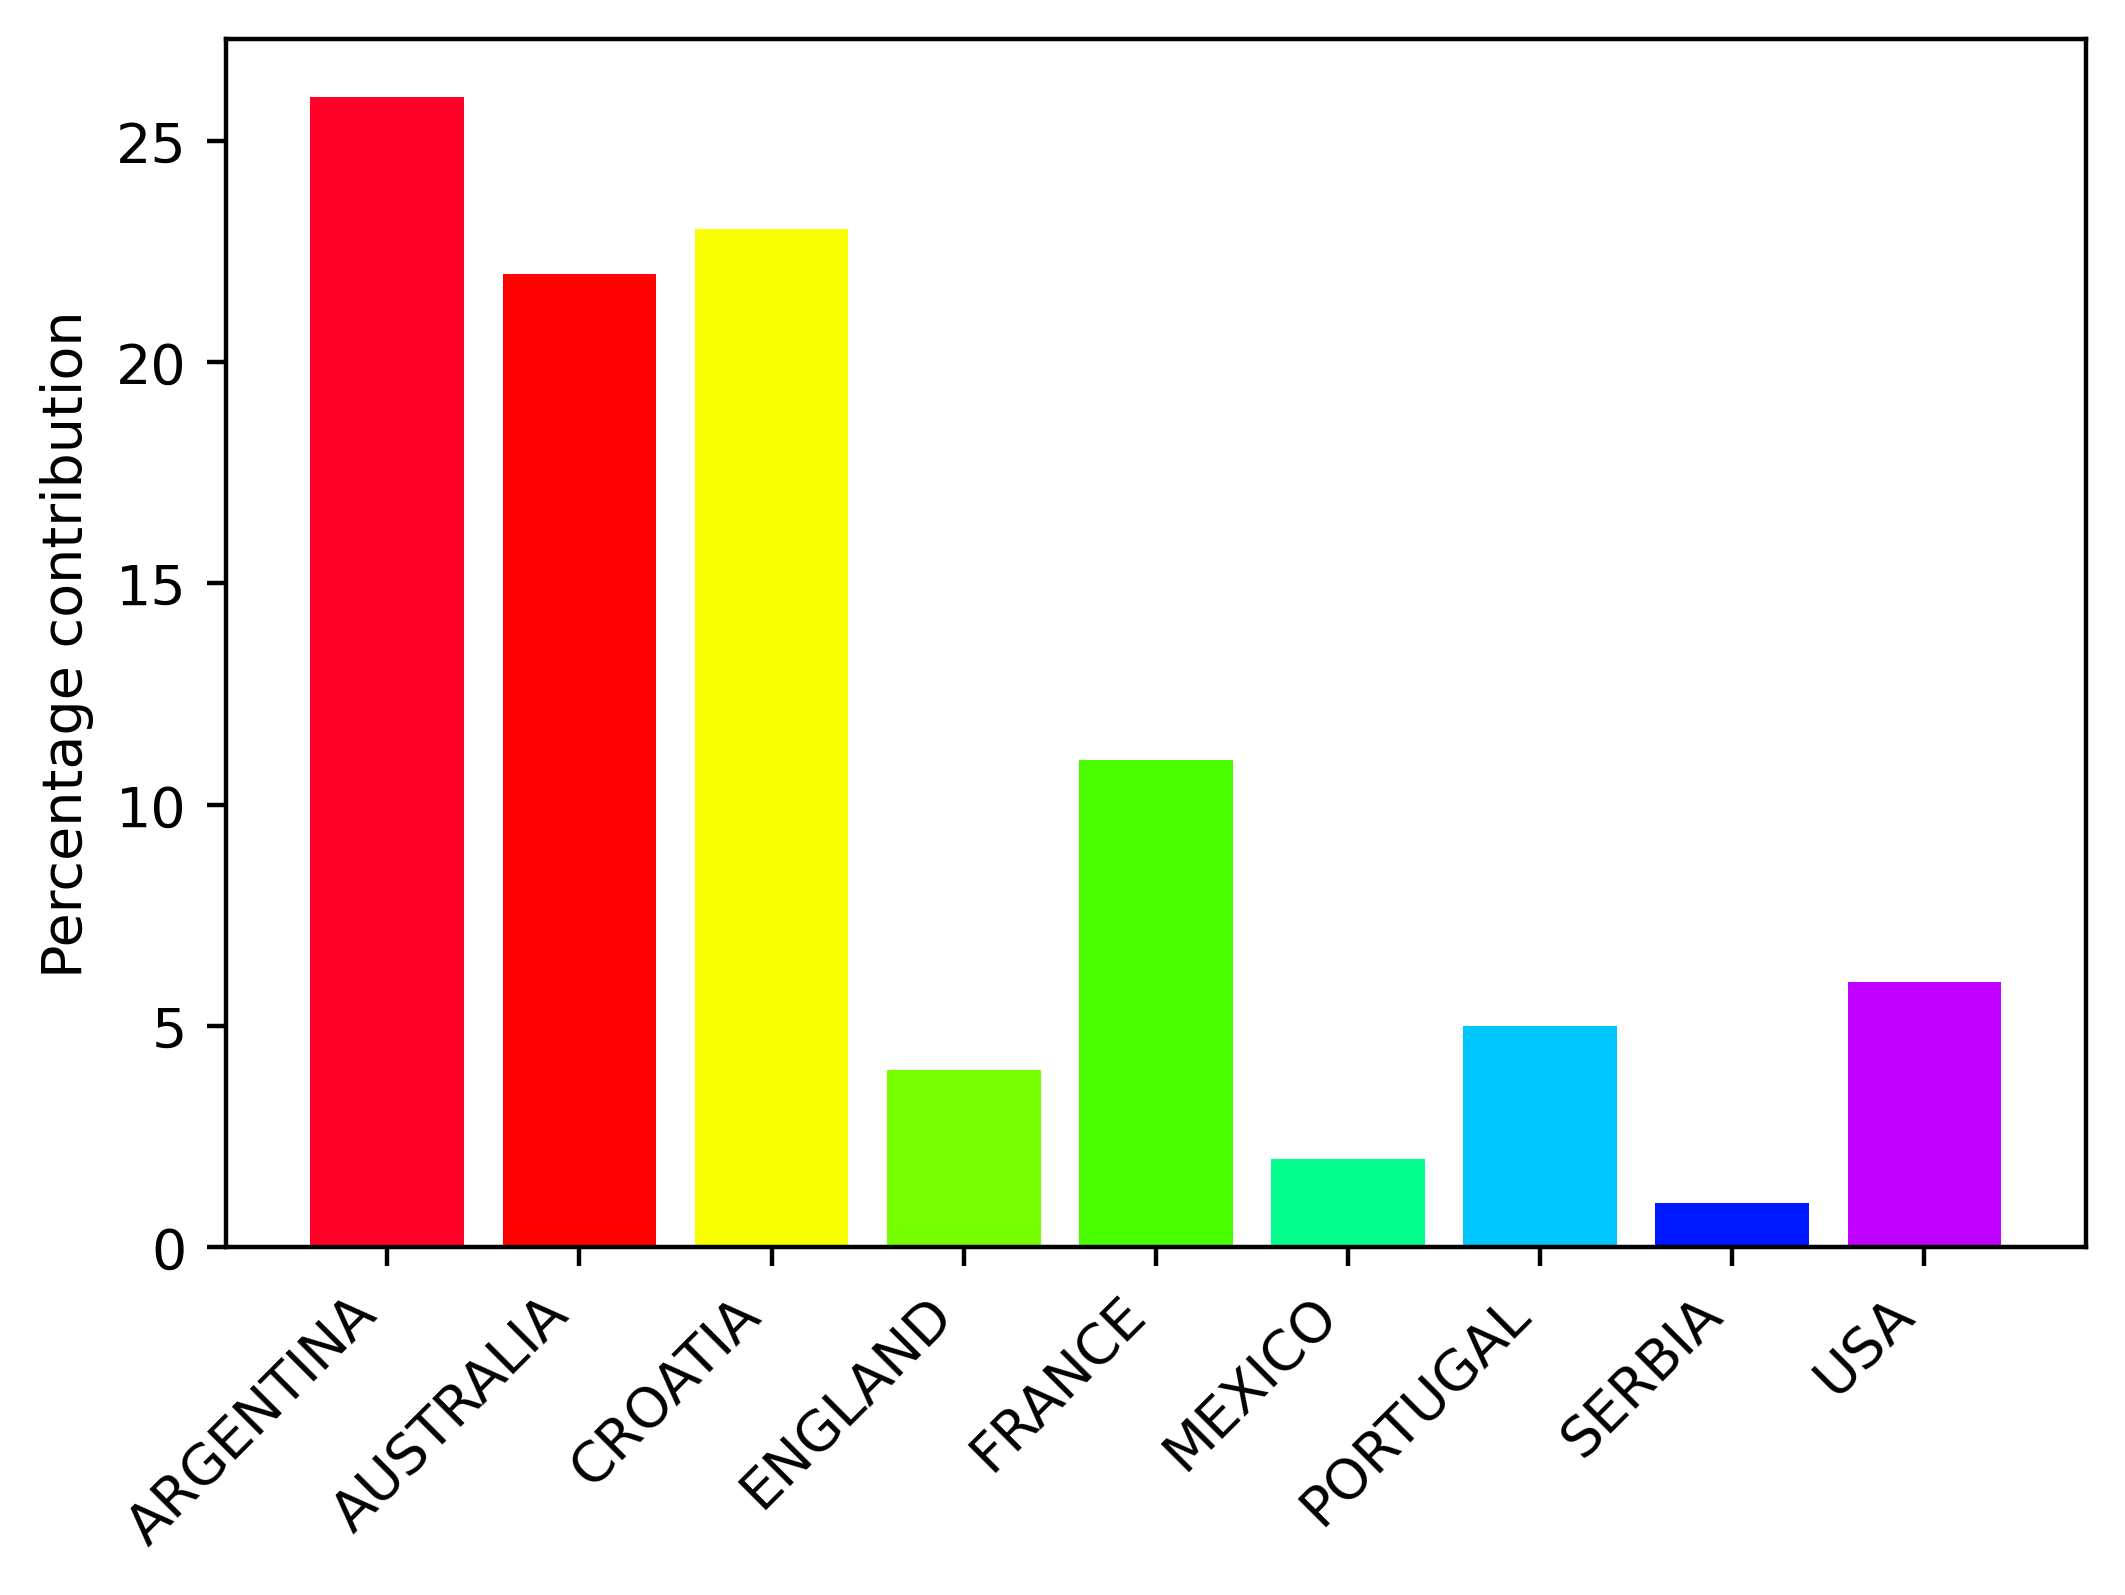 Percentage contribution
25
20
15
10
5
0
ARGENTINA
AUSTRALIA
CROATIA
ENGLAND
FRANCE
MEXICO
PORTUGAL
SERBIA
USA